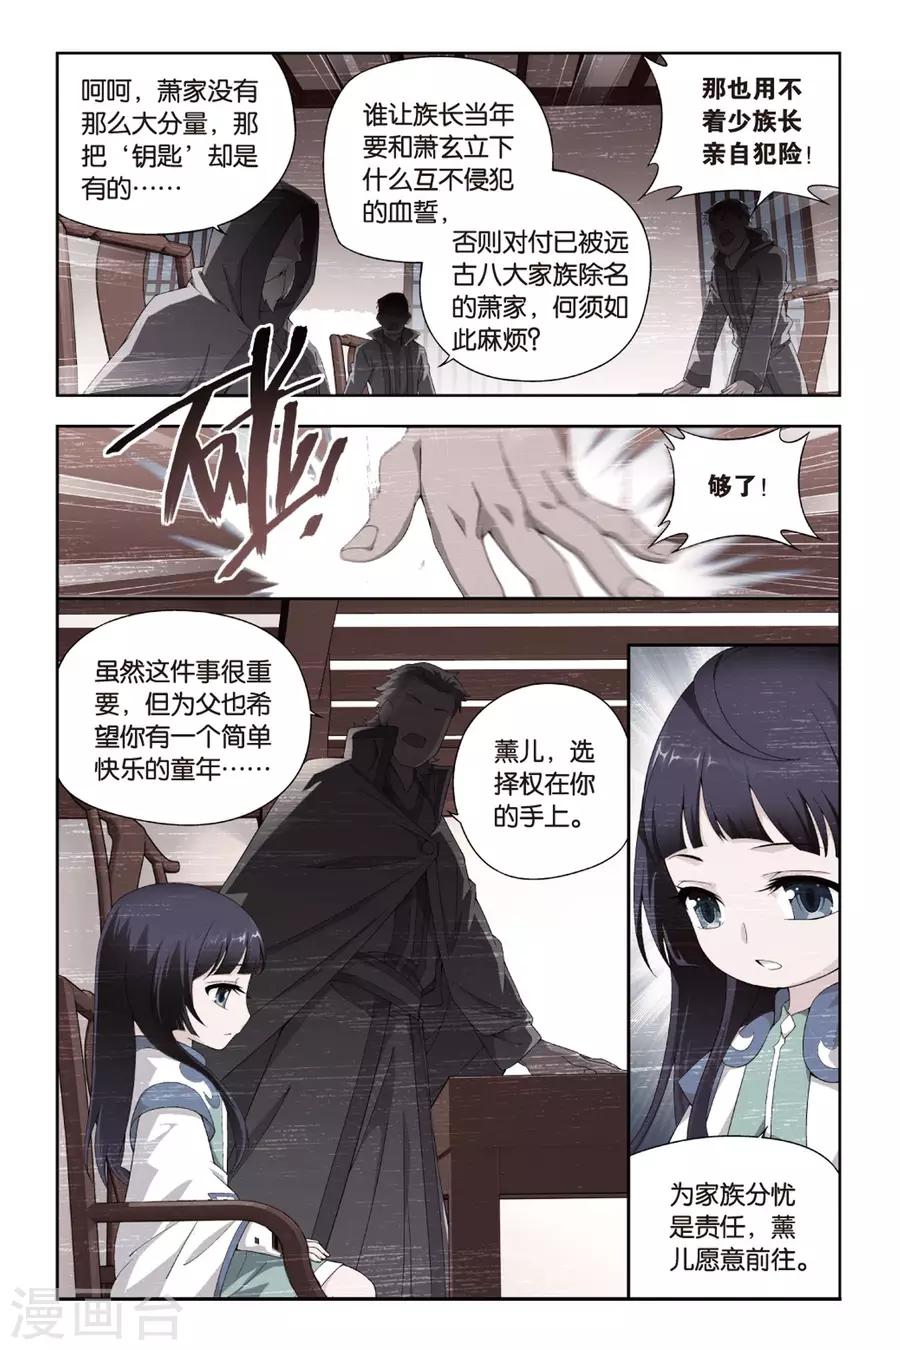 那也用不
着少族长
亲自犯险！
呵呵，萧家没有
那么大分量，那
把‘钥匙’却是
有的……
谁让族长当年
要和萧玄立下
什么互不侵犯
的血誓，
否则对付已被远
古八大家族除名
的萧家，何须如
此麻烦？
砰！
够了！
虽然这件事很重
要，但为父也希
望你有一个简单
快乐的童年……
薰儿，选
择权在你
的手上。
为家族分忧
是责任，薰
儿愿意前往。
漫画台